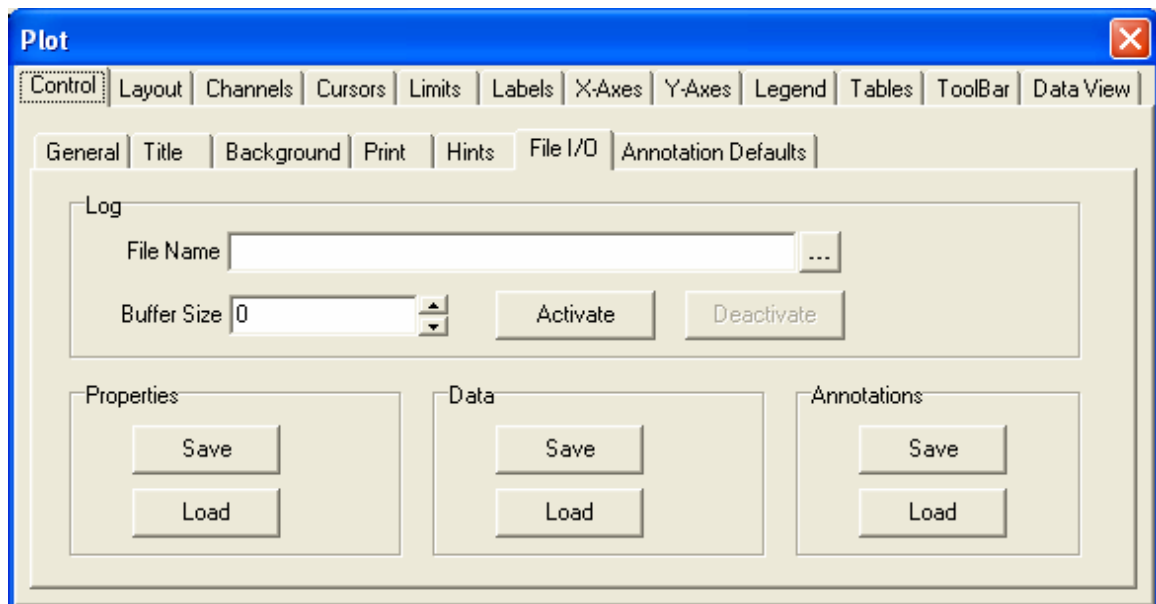 Plot
Control Layout Channels Cursors Limits Labels X-Axes Y-Axes Legend Tables ToolBar Data View
General Title Background Print Hints File I/O Annotation Defaults
Log
File Name ...
Buffer Size 0 Activate Deactivate
Properties Data Annotations
Save Save Save
Load Load Load